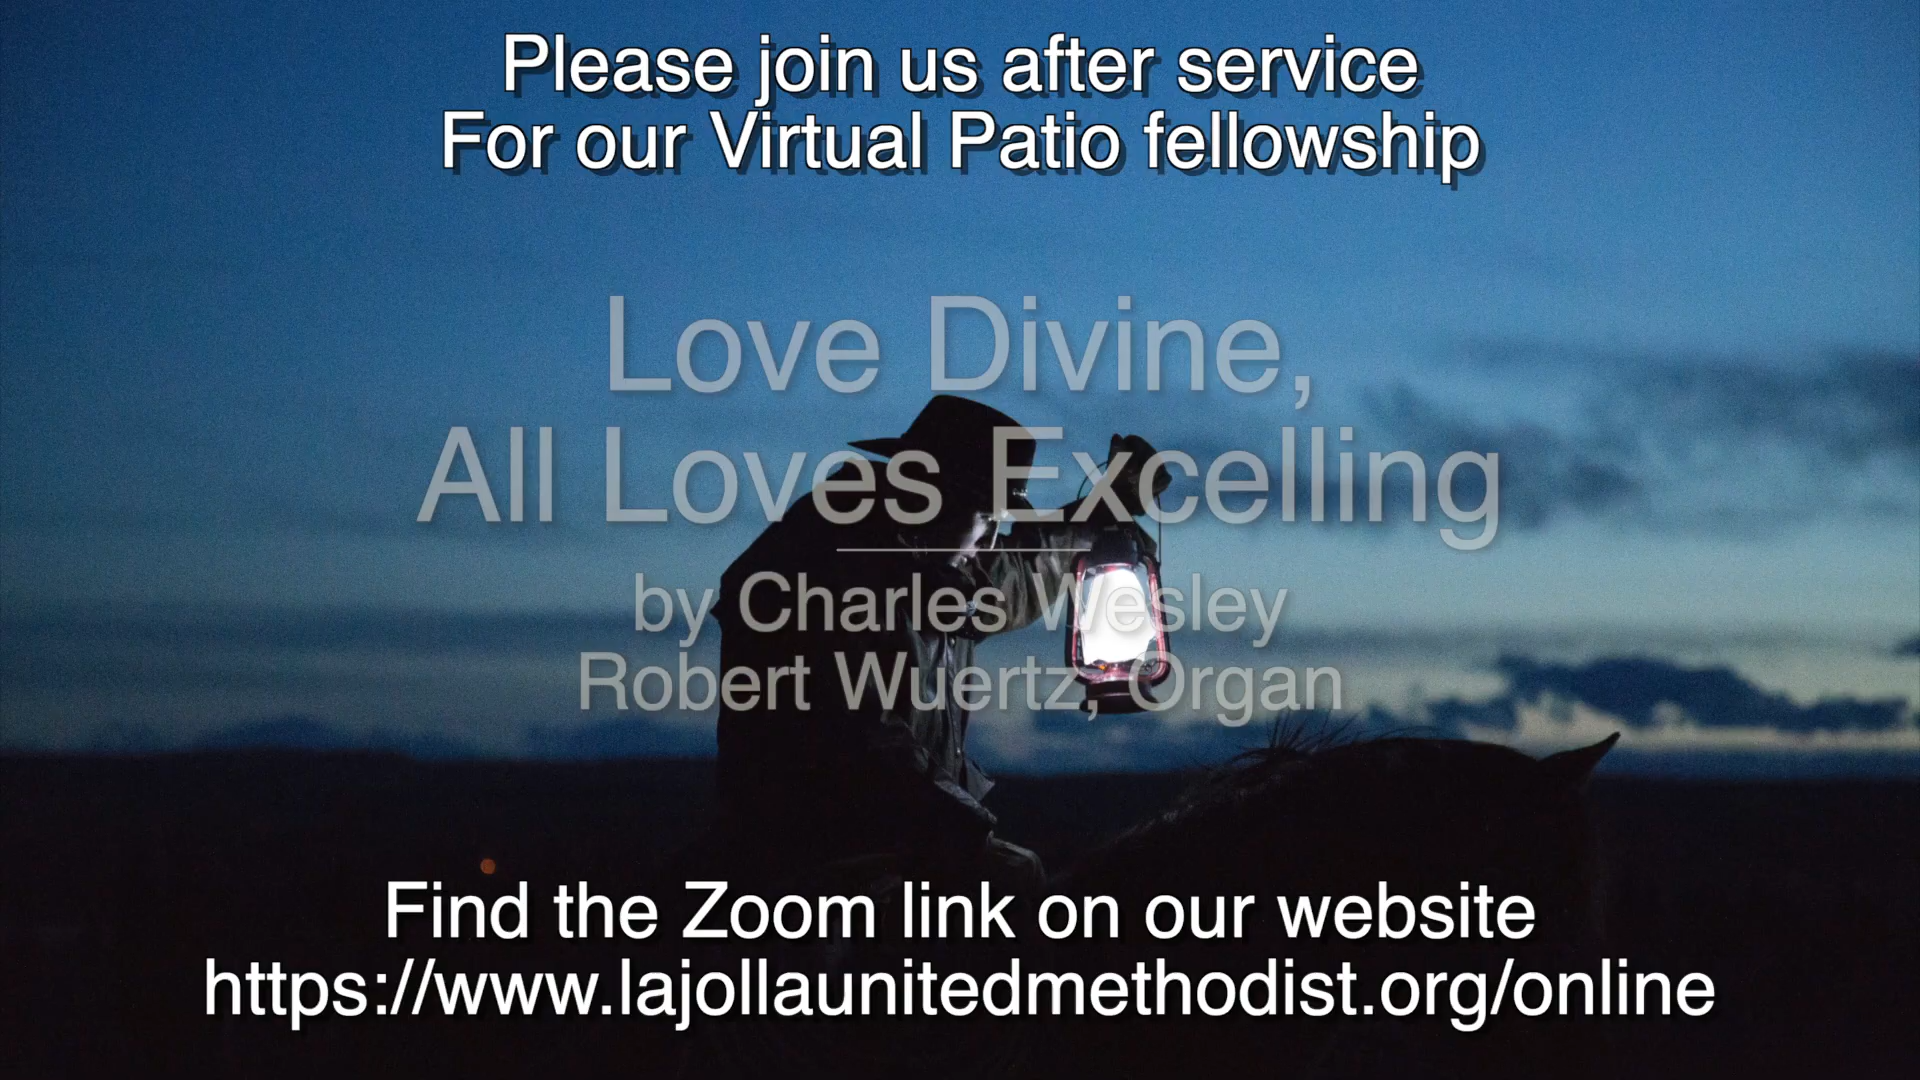 Please join us after service
For our Virtual Patio fellowship
Love Divine,
All Loves Excelling
by Charles Wesley
Robert Wuertz, Organ
Find the Zoom link on our website
https://www.lajollaunitedmethodist.org/online